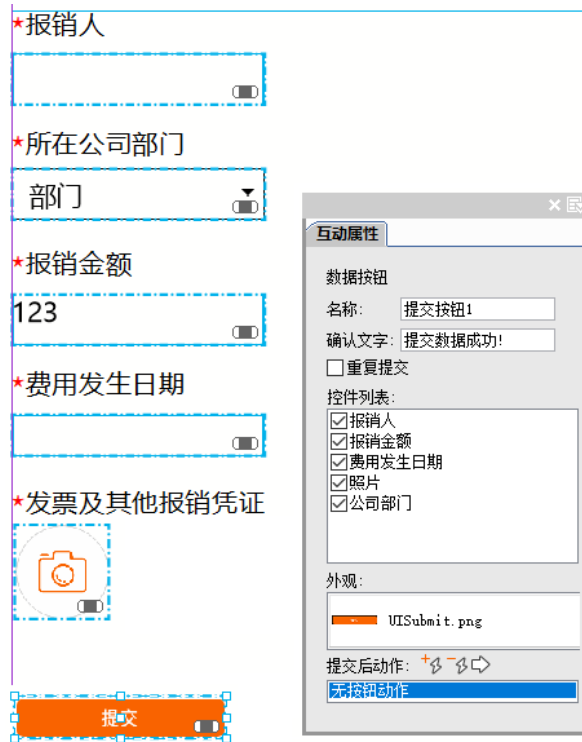 *报销人
*所在公司部门
部门
*报销金额
123
*费用发生日期
*发票及其他报销凭证
提交
互动属性
数据按钮
名称: 提交按钮1
确认文字: 提交数据成功!
重复提交
控件列表:
报销人
报销金额
费用发生日期
照片
公司部门
外观:
UISubmit.png
提交后动作:
无按钮动作